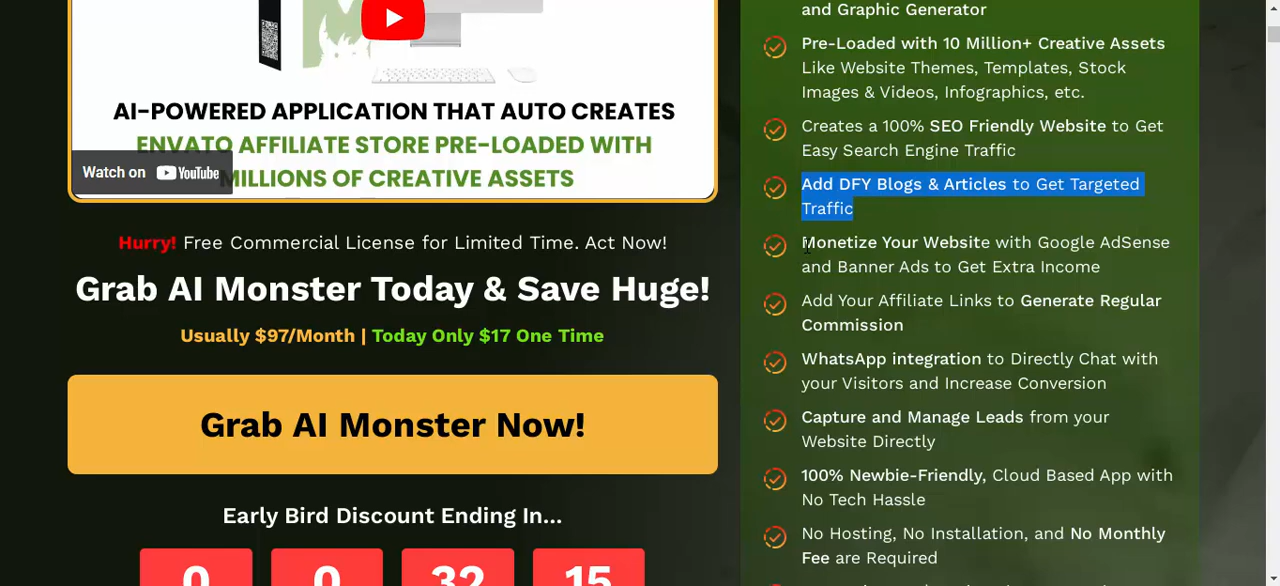 AI-POWERED APPLICATION THAT AUTO CREATES
ENVATO AFFILIATE STORE PRE-LOADED WITH
MILLIONS OF CREATIVE ASSETS
Watch on YouTube
Hurry! Free Commercial License for Limited Time. Act Now!
Grab AI Monster Today & Save Huge!
Usually $97/Month | Today Only $17 One Time
Grab AI Monster Now!
Early Bird Discount Ending In...
0 0 32 15
and Graphic Generator
Pre-Loaded with 10 Million+ Creative Assets
Like Website Themes, Templates, Stock
Images & Videos, Infographics, etc.
Creates a 100% SEO Friendly Website to Get
Easy Search Engine Traffic
Add DFY Blogs & Articles to Get Targeted
Traffic
Monetize Your Website with Google AdSense
and Banner Ads to Get Extra Income
Add Your Affiliate Links to Generate Regular
Commission
WhatsApp integration to Directly Chat with
your Visitors and Increase Conversion
Capture and Manage Leads from your
Website Directly
100% Newbie-Friendly, Cloud Based App with
No Tech Hassle
No Hosting, No Installation, and No Monthly
Fee are Required